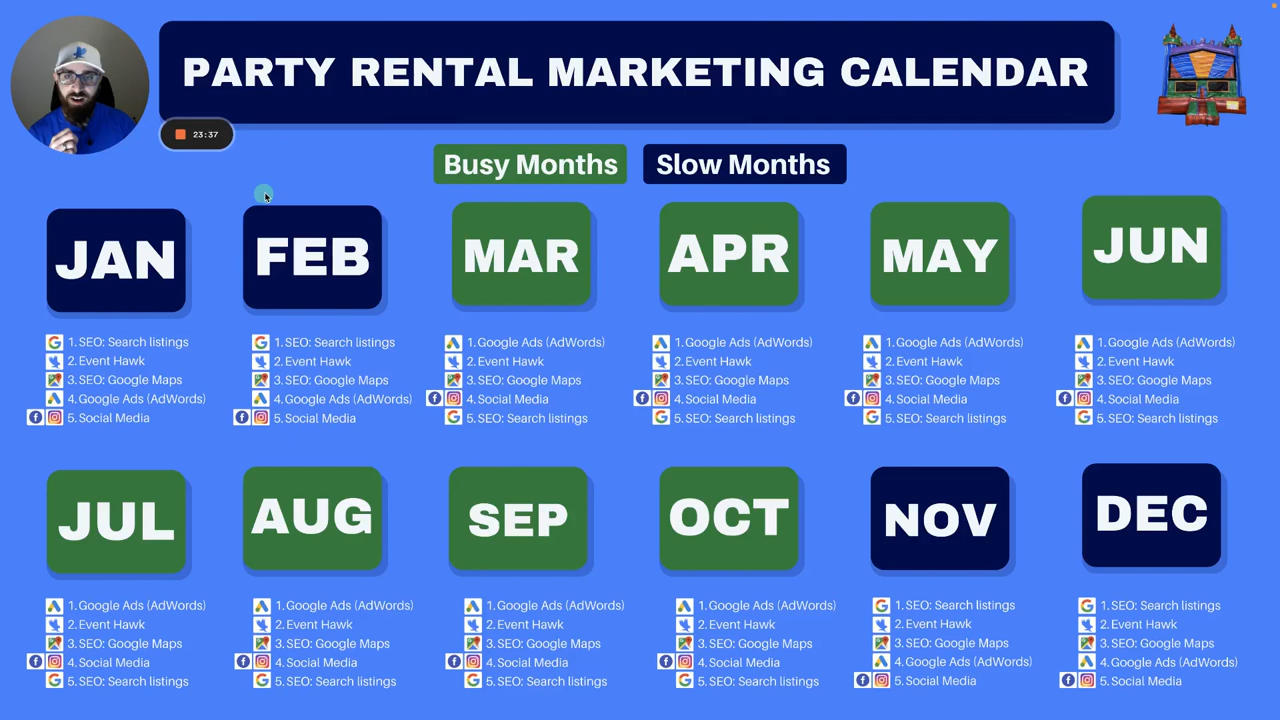 PARTY RENTAL MARKETING CALENDAR
23:37
Busy Months
Slow Months
JAN
1. SEO: Search listings
2. Event Hawk
3. SEO: Google Maps
4. Google Ads (AdWords)
5. Social Media
FEB
1. SEO: Search listings
2. Event Hawk
3. SEO: Google Maps
4. Google Ads (AdWords)
5. Social Media
MAR
1. Google Ads (AdWords)
2. Event Hawk
3. SEO: Google Maps
4. Social Media
5. SEO: Search listings
APR
1. Google Ads (AdWords)
2. Event Hawk
3. SEO: Google Maps
4. Social Media
5. SEO: Search listings
MAY
1. Google Ads (AdWords)
2. Event Hawk
3. SEO: Google Maps
4. Social Media
5. SEO: Search listings
JUN
1. Google Ads (AdWords)
2. Event Hawk
3. SEO: Google Maps
4. Social Media
5. SEO: Search listings
JUL
1. Google Ads (AdWords)
2. Event Hawk
3. SEO: Google Maps
4. Social Media
5. SEO: Search listings
AUG
1. Google Ads (AdWords)
2. Event Hawk
3. SEO: Google Maps
4. Social Media
5. SEO: Search listings
SEP
1. Google Ads (AdWords)
2. Event Hawk
3. SEO: Google Maps
4. Social Media
5. SEO: Search listings
OCT
1. Google Ads (AdWords)
2. Event Hawk
3. SEO: Google Maps
4. Social Media
5. SEO: Search listings
NOV
1. SEO: Search listings
2. Event Hawk
3. SEO: Google Maps
4. Google Ads (AdWords)
5. Social Media
DEC
1. SEO: Search listings
2. Event Hawk
3. SEO: Google Maps
4. Google Ads (AdWords)
5. Social Media